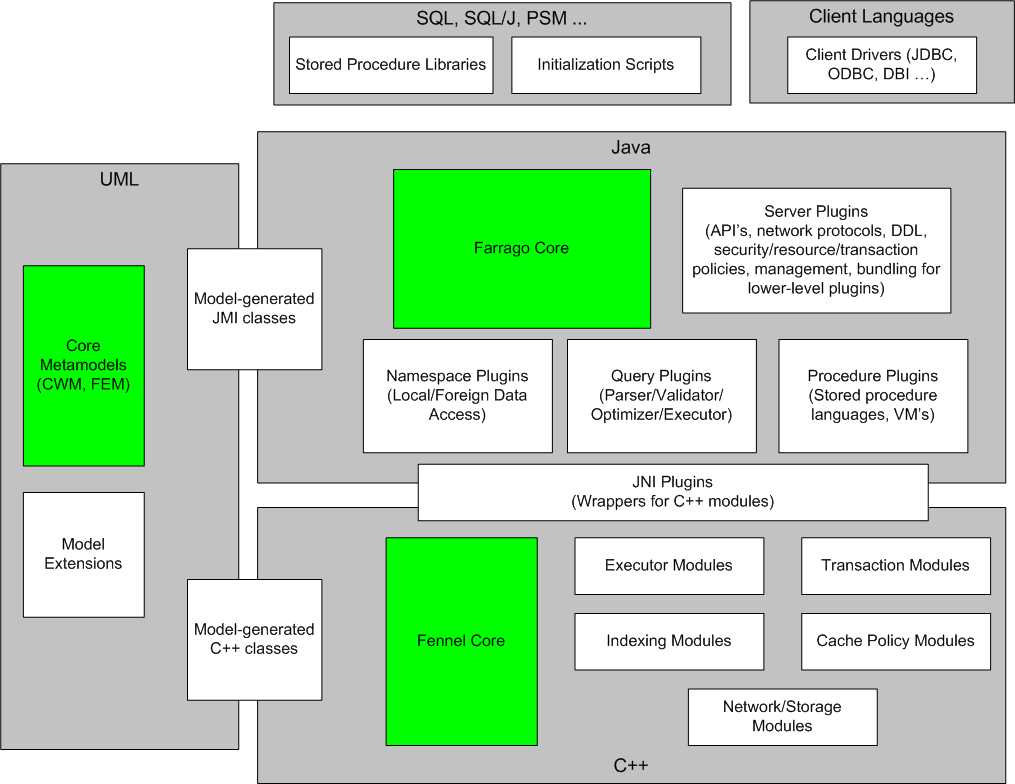 SQL, SQL/J, PSM ...
Stored Procedure Libraries
Initialization Scripts
Client Languages
Client Drivers (JDBC,
ODBC, DBI …)
UML
Core
Metamodels
(CWM, FEM)
Model
Extensions
Model-generated
JMI classes
Model-generated
C++ classes
Java
Farrago Core
Server Plugins
(API's, network protocols, DDL,
security/resource/transaction
policies, management, bundling for
lower-level plugins)
Namespace Plugins
(Local/Foreign Data
Access)
Query Plugins
(Parser/Validator/
Optimizer/Executor)
Procedure Plugins
(Stored procedure
languages, VM's)
JNI Plugins
(Wrappers for C++ modules)
Fennel Core
Executor Modules
Transaction Modules
Indexing Modules
Cache Policy Modules
Network/Storage
Modules
C++